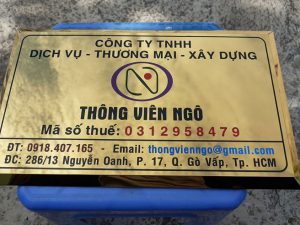 CÔNG TY TNHH
DỊCH VỤ - THƯƠNG MẠI - XÂY DỰNG
THÔNG VIÊN NGÔ
Mã số thuế: 0312958479
ĐT: 0918.407.165 - Email: thongvienngo@gmail.com
ĐC: 286/13 Nguyễn Oanh, P. 17, Q. Gò Vấp, Tp. HCM